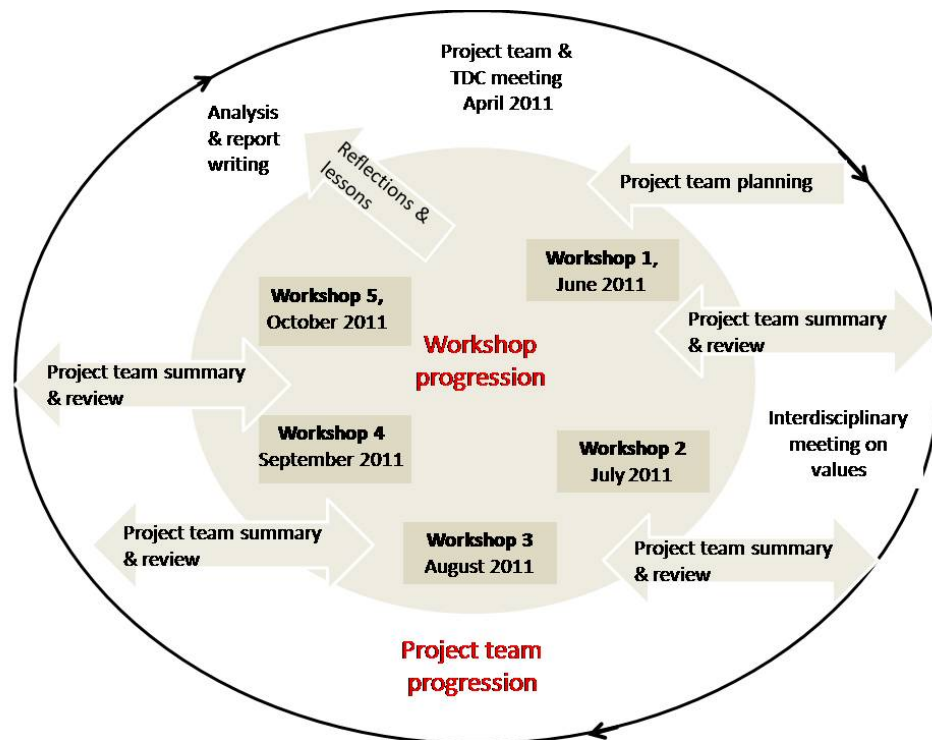 Project team &
TDC meeting
April 2011
Analysis
& report
writing
Reflections &
lessons
Project team planning
Workshop 1,
June 2011
Project team summary
& review
Interdisciplinary
meeting on
values
Workshop 2
July 2011
Project team summary
& review
Workshop 3
August 2011
Project team summary
& review
Workshop 4
September 2011
Project team summary
& review
Workshop 5,
October 2011
Workshop
progression
Project team
progression